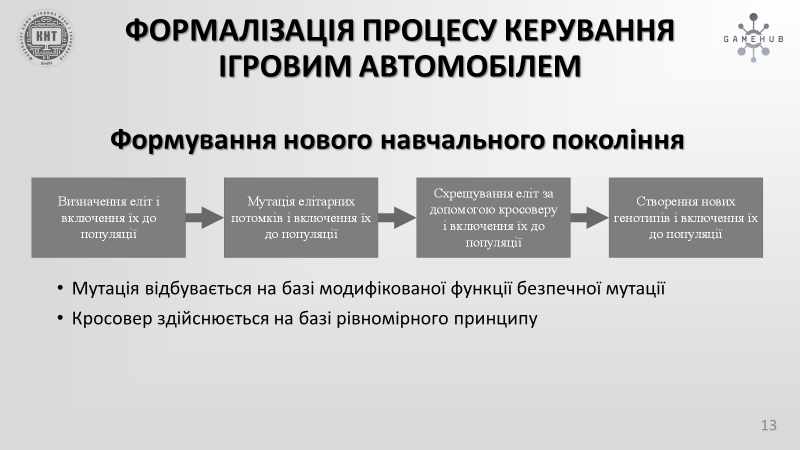 ФОРМАЛІЗАЦІЯ ПРОЦЕСУ КЕРУВАННЯ
ІГРОВИМ АВТОМОБІЛЕМ
КНТ
GAMEHUB
Формування нового навчального покоління
Визначення еліт і
включення їх до
популяції
Мутація елітарних
потомків і включення їх
до популяції
Схрещування еліт за
допомогою кросоверу
і включення їх до
популяції
Створення нових
генотипів і включення їх
до популяції
• Мутація відбувається на базі модифікованої функції безпечної мутації
• Кросовер здійснюється на базі рівномірного принципу
13